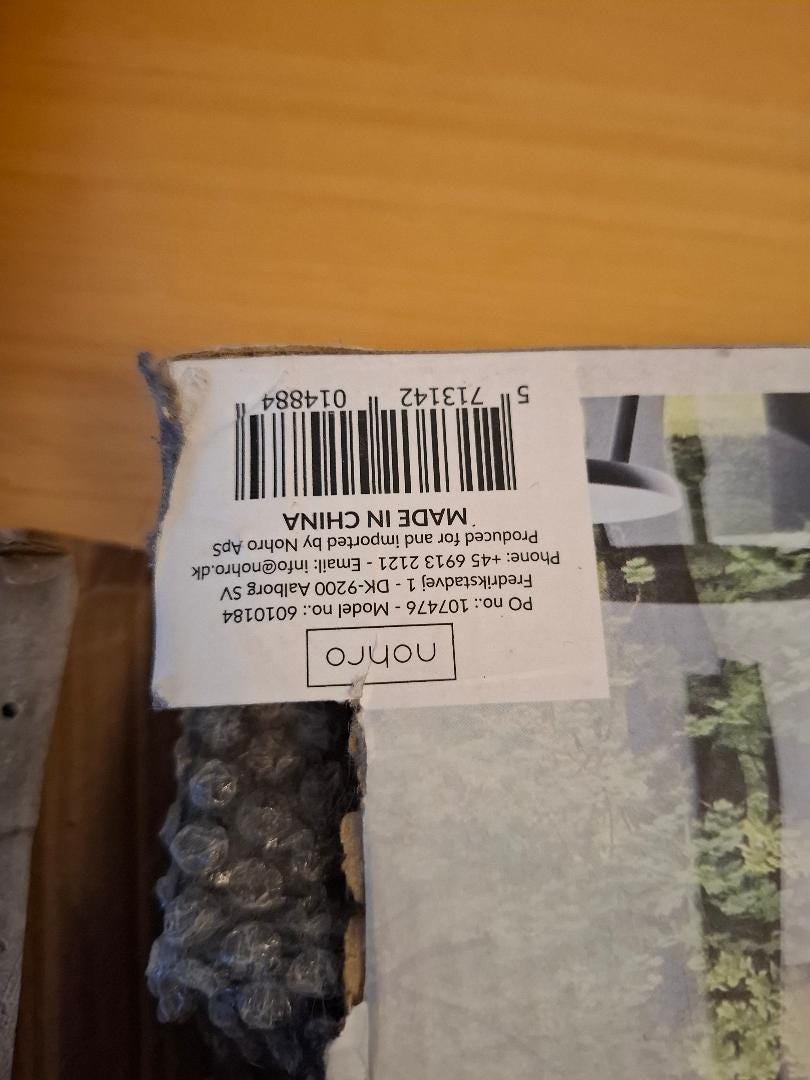 nohro
PO no.: 107476 - Model no.: 6010184
Fredrikstadvej 1 - DK-9200 Aalborg SV
Phone: +45 6913 2121 - Email: info@nohro.dk
Produced for and imported by Nohro ApS
MADE IN CHINA
5 713142 014884